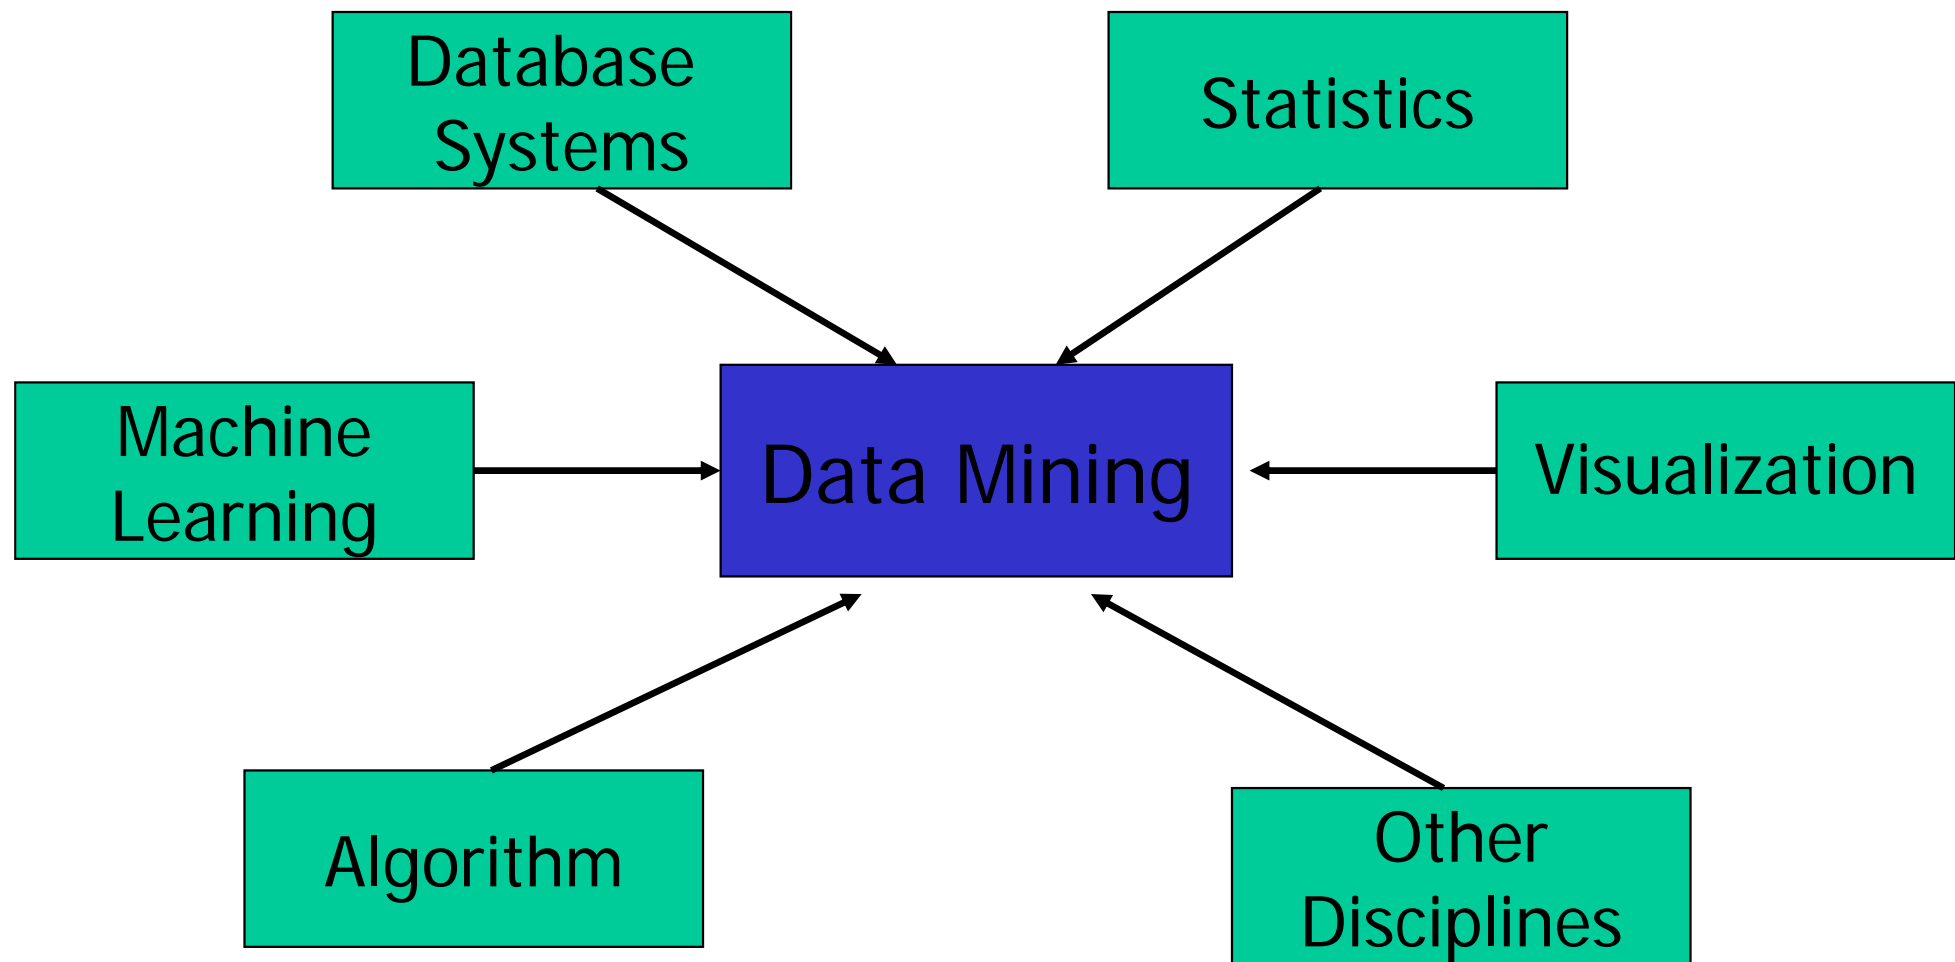 Database
Systems
Statistics
Machine
Learning
Data Mining
Visualization
Algorithm
Other
Disciplines